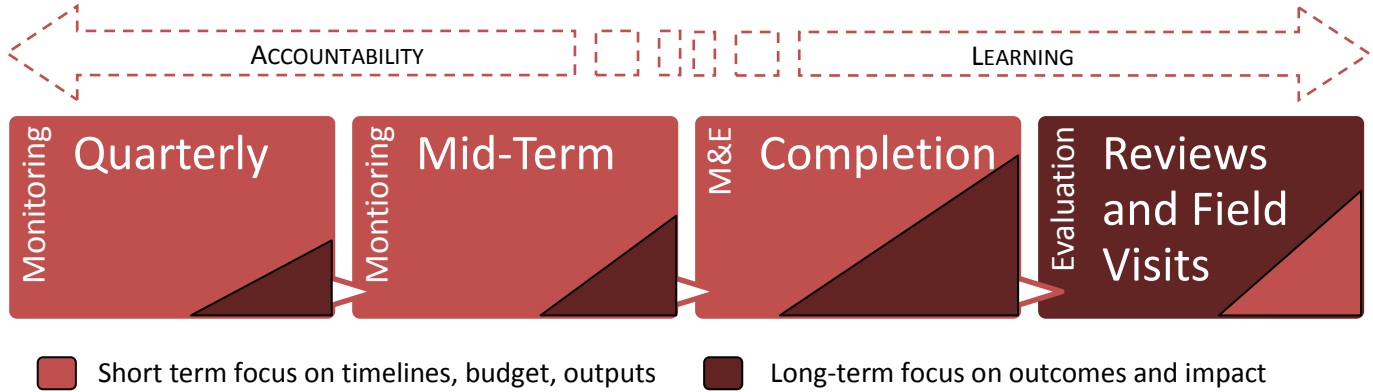 ACCOUNTABILITY
LEARNING
Monitoring
Quarterly
Montioring
Mid-Term
M&E
Completion
Evaluation
Reviews
and Field
Visits
Short term focus on timelines, budget, outputs
Long-term focus on outcomes and impact